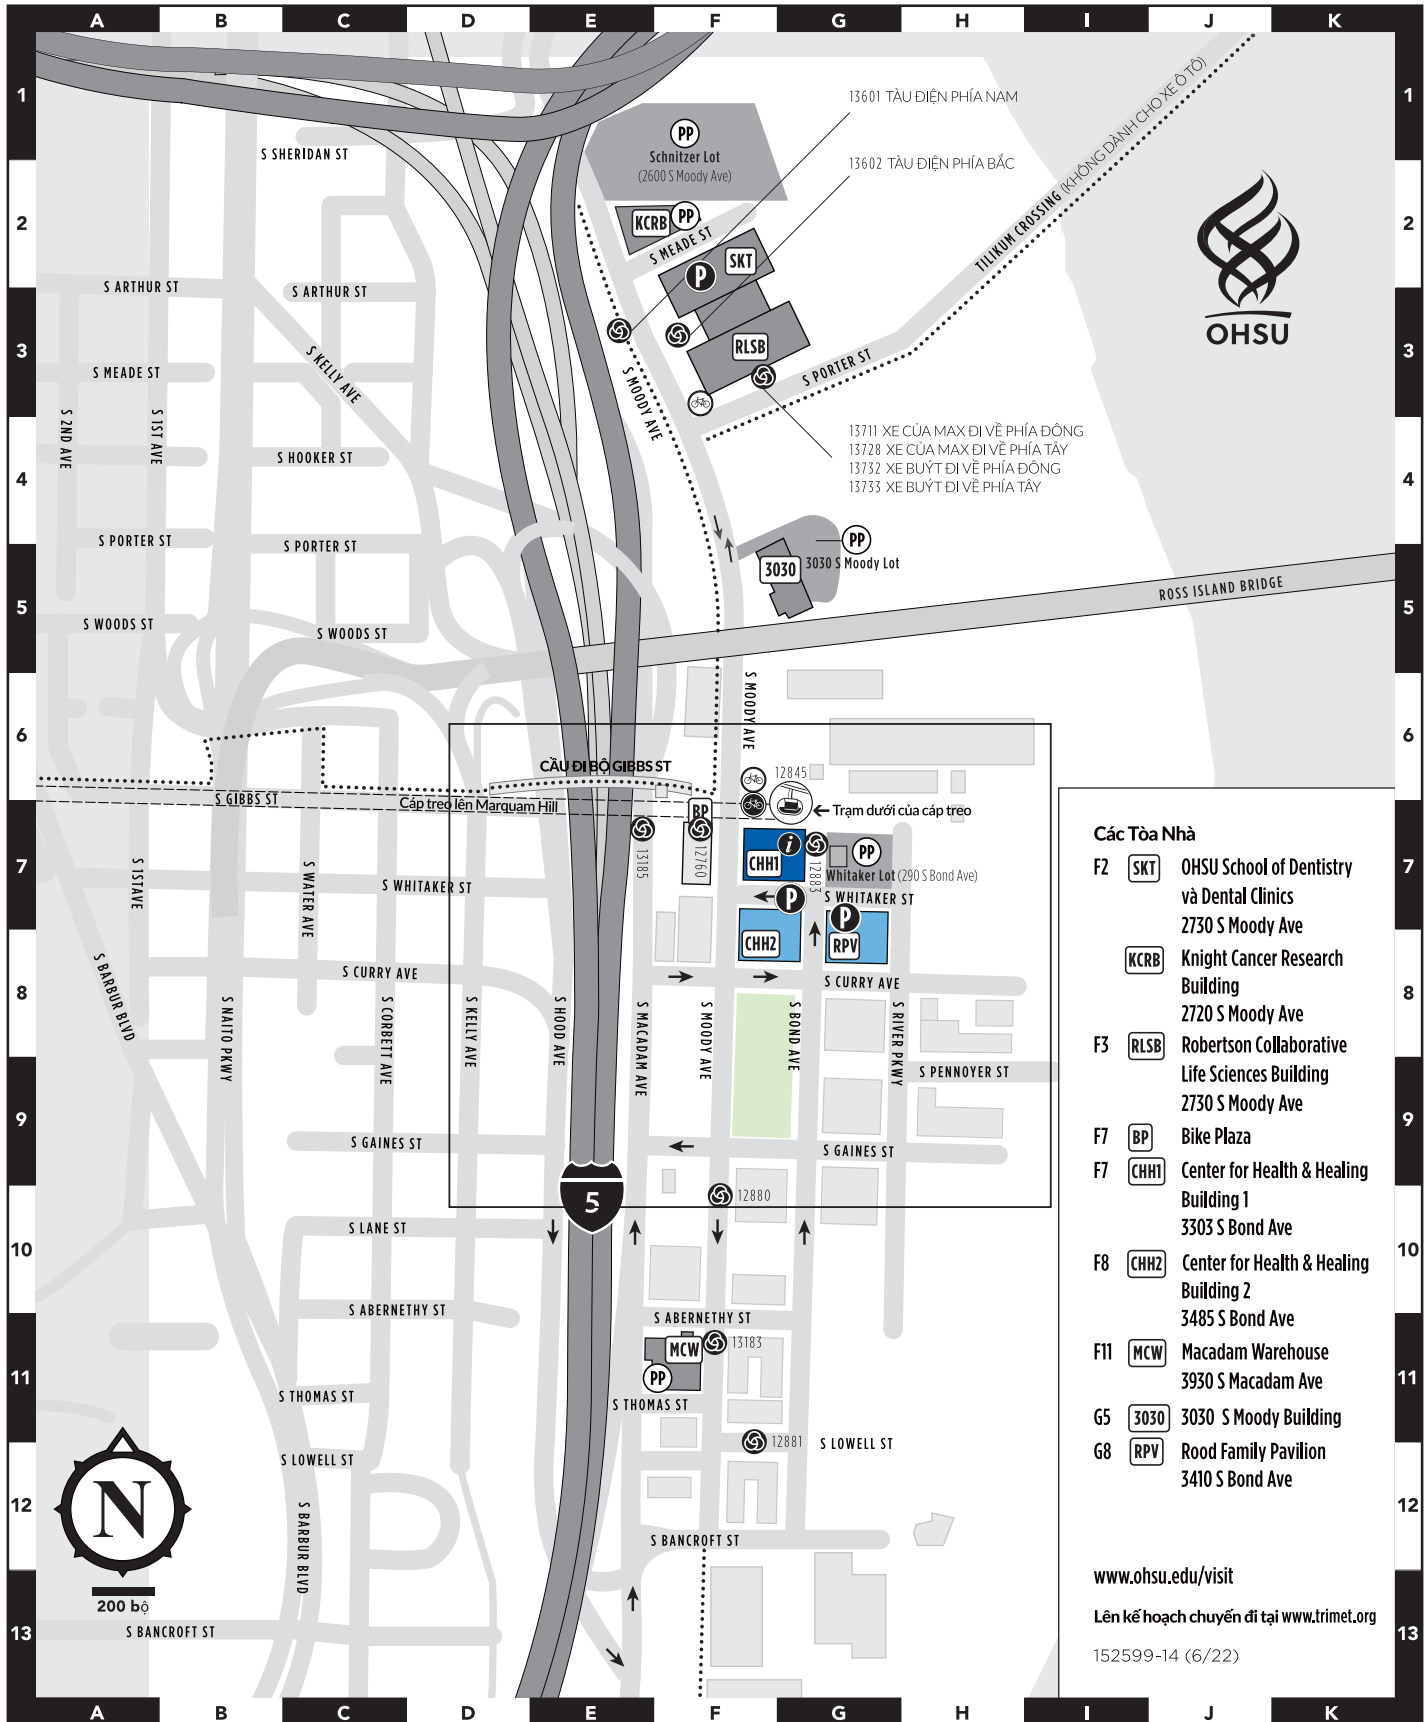 A B C D E F G H I J K
1
13601 TÀU ĐIỆN PHÍA NAM
1
PP
S SHERIDAN ST
Schnitzer Lot
(2600 S Moody Ave)
13602 TÀU ĐIỆN PHÍA BẮC
TILIKUM CROSSING (KHÔNG DÀNH CHO XE Ô TÔ)
2
KCRB
PP
2
S MEADE ST
SKT
P
S ARTHUR ST
S ARTHUR ST
OHSU
3
RLSB
3
S KELLY AVE
S MEADE ST
S PORTER ST
S MOODY AVE
S 2ND AVE
S 1ST AVE
13711 XE CỦA MAX ĐI VỀ PHÍA ĐÔNG
13728 XE CỦA MAX ĐI VỀ PHÍA TÂY
13732 XE BUÝT ĐI VỀ PHÍA ĐÔNG
13733 XE BUÝT ĐI VỀ PHÍA TÂY
S HOOKER ST
4
4
S PORTER ST
S PORTER ST
PP
3030
3030 S Moody Lot
ROSS ISLAND BRIDGE
5
5
S WOODS ST
S WOODS ST
S MOODY AVE
6
6
CẦU ĐI BỘ GIBBS ST
12845
S GIBBS ST
Cáp treo lên Marquam Hill
BP
Trạm dưới của cáp treo
13185
12760
CHH1
i
12883
PP
Whitaker Lot (290 S Bond Ave)
7
7
S 1ST AVE
S WATER AVE
S WHITAKER ST
P
S WHITAKER ST
P
CHH2
RPV
S BARBUR BLVD
S CURRY AVE
S CURRY AVE
8
8
S NAITO PKWY
S CORBETT AVE
S KELLY AVE
S HOOD AVE
S MACADAM AVE
S MOODY AVE
S BOND AVE
S RIVER PKWY
S PENNOYER ST
9
9
S GAINES ST
S GAINES ST
5
12880
S LANE ST
10
10
S ABERNETHY ST
S ABERNETHY ST
MCW
13183
PP
11
11
S THOMAS ST
S THOMAS ST
12881
S LOWELL ST
S LOWELL ST
N
12
12
S BARBUR BLVD
S BANCROFT ST
200 bộ
S BANCROFT ST
13
13
Các Tòa Nhà
F2 SKT OHSU School of Dentistry
và Dental Clinics
2730 S Moody Ave
KCRB Knight Cancer Research
Building
2720 S Moody Ave
F3 RLSB Robertson Collaborative
Life Sciences Building
2730 S Moody Ave
F7 BP Bike Plaza
F7 CHH1 Center for Health & Healing
Building 1
3303 S Bond Ave
F8 CHH2 Center for Health & Healing
Building 2
3485 S Bond Ave
F11 MCW Macadam Warehouse
3930 S Macadam Ave
G5 3030 3030 S Moody Building
G8 RPV Rood Family Pavilion
3410 S Bond Ave
www.ohsu.edu/visit
Lên kế hoạch chuyến đi tại www.trimet.org
152599-14 (6/22)
A B C D E F G H I J K